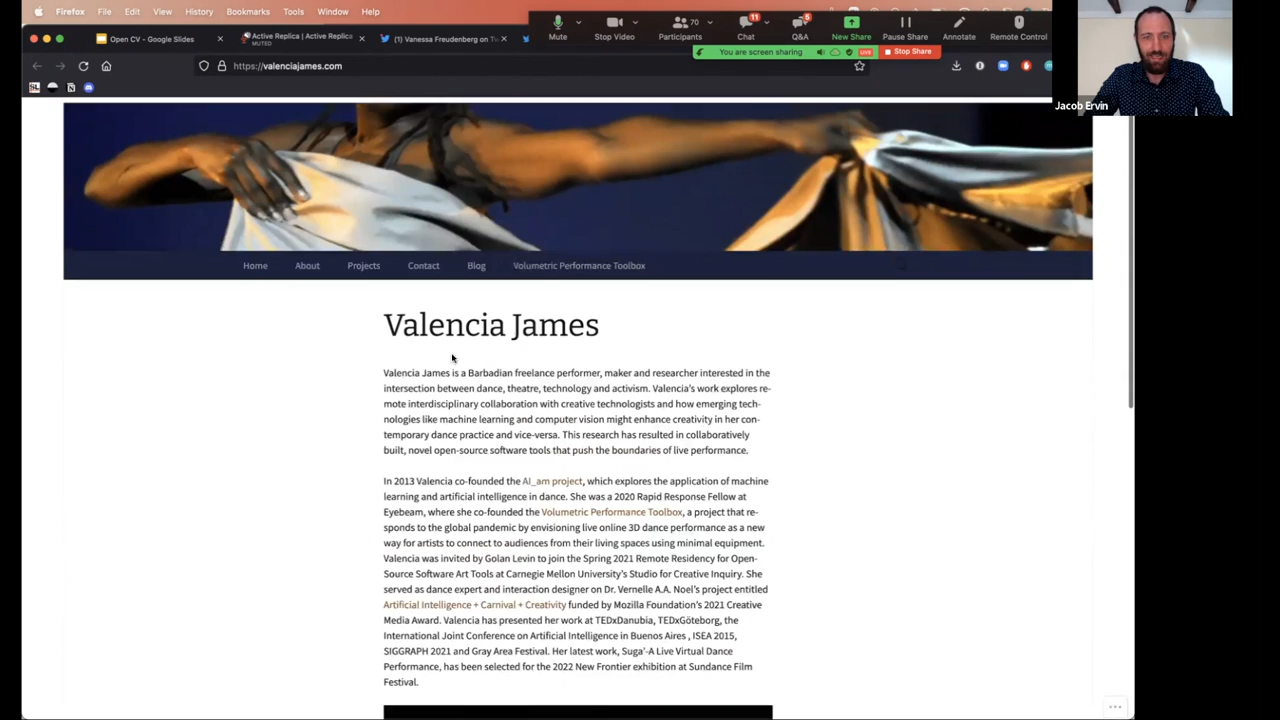 Firefox File Edit View History Bookmarks Tools Window Help
Mute Stop Video 70 Participants 11 Chat 5 Q&A New Share Pause Share Annotate Remote Control
Open CV - Google Slides
Active Replica | Active Replica
MUTED
(1) Vanessa Freudenberg on Tw
You are screen sharing LIVE Stop Share
https://valenciajames.com
Jacob Ervin
Home About Projects Contact Blog Volumetric Performance Toolbox
Valencia James
Valencia James is a Barbadian freelance performer, maker and researcher interested in the
intersection between dance, theatre, technology and activism. Valencia's work explores re-
mote interdisciplinary collaboration with creative technologists and how emerging tech-
nologies like machine learning and computer vision might enhance creativity in her con-
temporary dance practice and vice-versa. This research has resulted in collaboratively
built, novel open-source software tools that push the boundaries of live performance.
In 2013 Valencia co-founded the AI_am project, which explores the application of machine
learning and artificial intelligence in dance. She was a 2020 Rapid Response Fellow at
Eyebeam, where she co-founded the Volumetric Performance Toolbox, a project that re-
sponds to the global pandemic by envisioning live online 3D dance performance as a new
way for artists to connect to audiences from their living spaces using minimal equipment.
Valencia was invited by Golan Levin to join the Spring 2021 Remote Residency for Open-
Source Software Art Tools at Carnegie Mellon University's Studio for Creative Inquiry. She
served as dance expert and interaction designer on Dr. Vernelle A.A. Noel's project entitled
Artificial Intelligence + Carnival + Creativity funded by Mozilla Foundation's 2021 Creative
Media Award. Valencia has presented her work at TEDxDanubia, TEDxGöteborg, the
International Joint Conference on Artificial Intelligence in Buenos Aires , ISEA 2015,
SIGGRAPH 2021 and Gray Area Festival. Her latest work, Suga'-A Live Virtual Dance
Performance, has been selected for the 2022 New Frontier exhibition at Sundance Film
Festival.